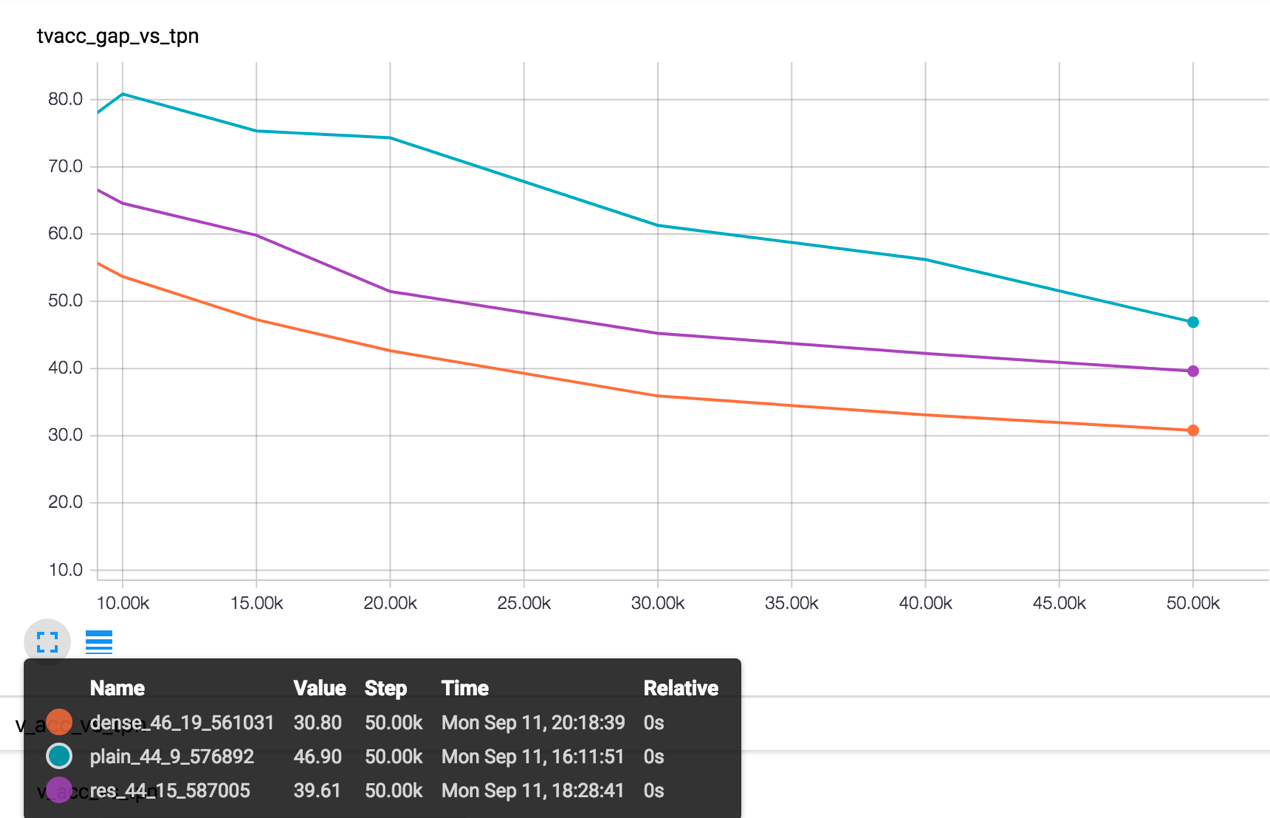 tvacc_gap_vs_tpn
80.0
70.0
60.0
50.0
40.0
30.0
20.0
10.0
10.00k 15.00k 20.00k 25.00k 30.00k 35.00k 40.00k 45.00k 50.00k
Name Value Step Time Relative
dense_46_19_561031 30.80 50.00k Mon Sep 11, 20:18:39 0s
plain_44_9_576892 46.90 50.00k Mon Sep 11, 16:11:51 0s
res_44_15_587005 39.61 50.00k Mon Sep 11, 18:28:41 0s